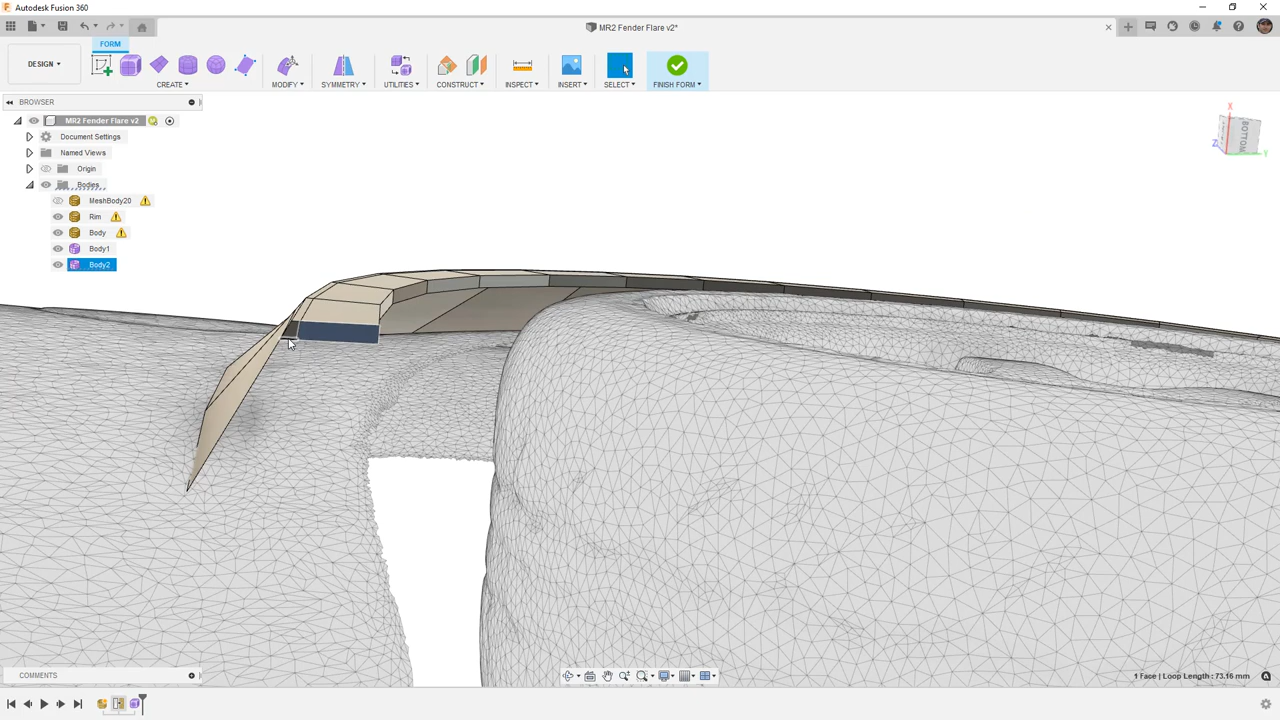 Autodesk Fusion 360
MR2 Fender Flare v2*
DESIGN
FORM
CREATE
MODIFY
SYMMETRY
UTILITIES
CONSTRUCT
INSPECT
INSERT
SELECT
FINISH FORM
BROWSER
MR2 Fender Flare v2
Document Settings
Named Views
Origin
Bodies
MeshBody20
Rim
Body
Body1
Body2
X
BOTTOM
Z
Y
COMMENTS
1 Face | Loop Length : 73.16 mm